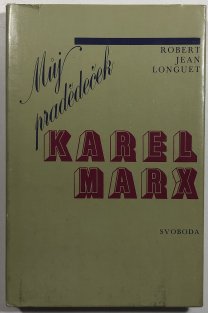 ROBERT
JEAN
LONGUET
Můj
pradědeček
KAREL
MARX
SVOBODA